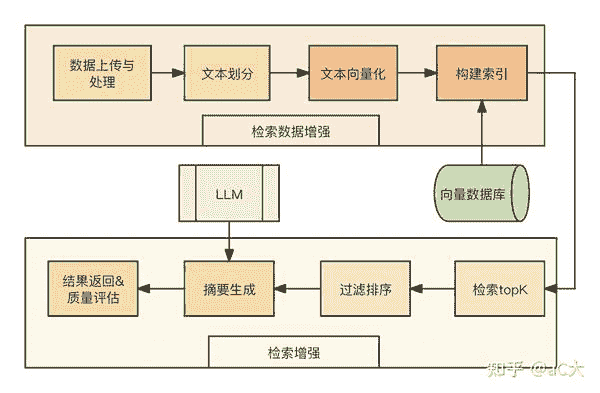 数据上传与
处理
文本划分
文本向量化
构建索引
检索数据增强
LLM
向量数据库
结果返回&
质量评估
摘要生成
过滤排序
检索topK
检索增强
知乎 @aC大